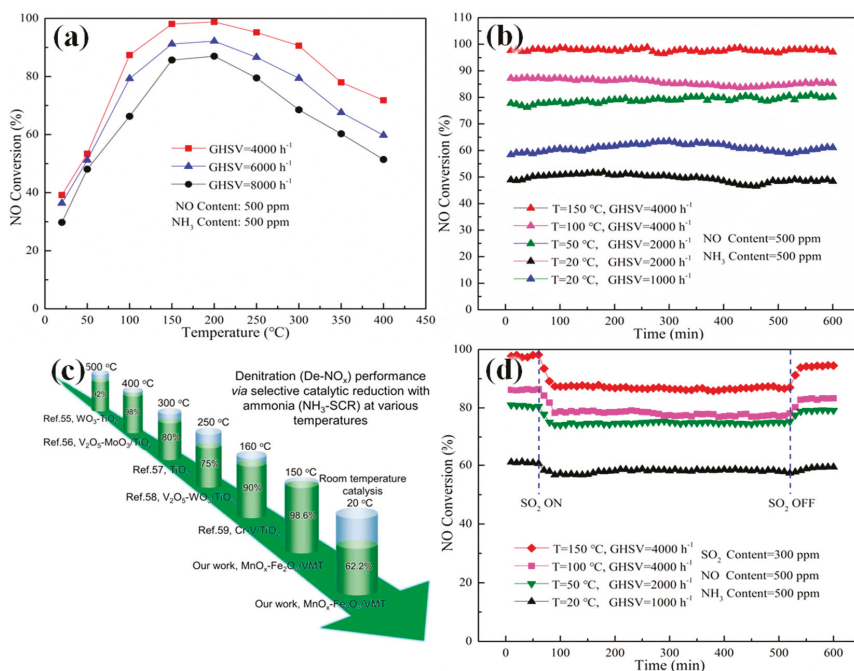 (a)
NO Conversion (%)
100
80
60
40
20
0
GHSV=4000 h⁻¹
GHSV=6000 h⁻¹
GHSV=8000 h⁻¹
NO Content: 500 ppm
NH₃ Content: 500 ppm
0 50 100 150 200 250 300 350 400 450
Temperature (°C)
(b)
NO Conversion (%)
110
100
90
80
70
60
50
40
30
20
10
0
T=150 °C, GHSV=4000 h⁻¹
T=100 °C, GHSV=4000 h⁻¹
T=50 °C, GHSV=2000 h⁻¹
T=20 °C, GHSV=2000 h⁻¹
T=20 °C, GHSV=1000 h⁻¹
NO Content=500 ppm
NH₃ Content=500 ppm
0 100 200 300 400 500 600
Time (min)
(c)
Denitration (De-NOₓ) performance
via selective catalytic reduction with
ammonia (NH₃-SCR) at various
temperatures
500 °C
92%
Ref.55, WO₃-TiO₂
400 °C
98%
Ref.56, V₂O₅-MoO₃/TiO₂
300 °C
80%
Ref.57, TiO₂
250 °C
75%
Ref.58, V₂O₅-WO₃/TiO₂
160 °C
90%
Ref.59, Cr-V/TiO₂
150 °C
98.6%
Our work, MnOₓ-Fe₂O₃/VMT
Room temperature
catalysis
20 °C
62.2%
Our work, MnOₓ-Fe₂O₃/VMT
(d)
NO Conversion (%)
100
80
60
40
20
0
SO₂ ON
SO₂ OFF
T=150 °C, GHSV=4000 h⁻¹
T=100 °C, GHSV=4000 h⁻¹
T=50 °C, GHSV=2000 h⁻¹
T=20 °C, GHSV=1000 h⁻¹
SO₂ Content=300 ppm
NO Content=500 ppm
NH₃ Content=500 ppm
0 100 200 300 400 500 600
Time (min)